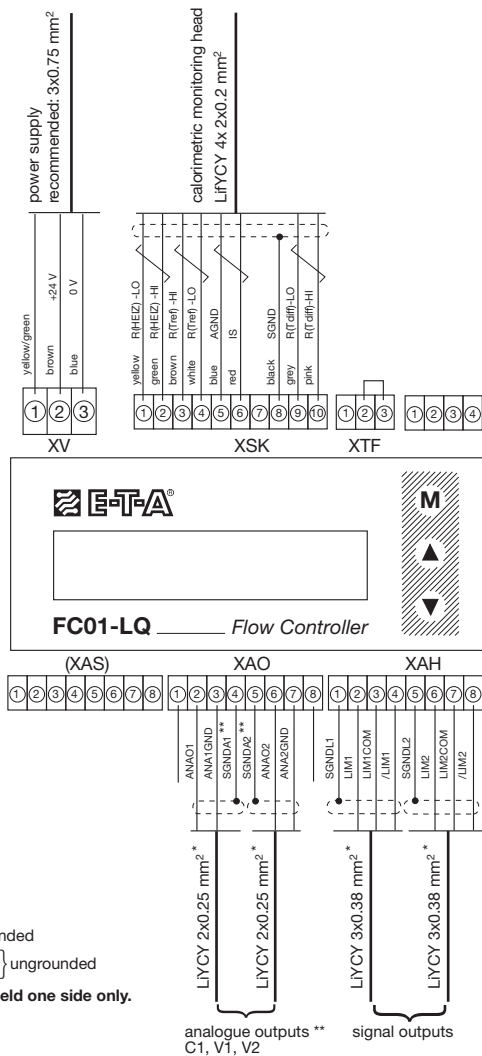 power supply
recommended: 3x0.75 mm²
calorimetric monitoring head
LifYCY 4x 2x0.2 mm²
yellow/green
brown +24 V
blue 0 V
yellow R(HEIZ) -LO
green R(HEIZ) -HI
brown R(Tref) -HI
white R(Tref) -LO
blue AGND
red IS
black SGND
grey R(Tdiff)-LO
pink R(Tdiff)-HI
1 2 3
1 2 3 4 5 6 7 8 9 10
1 2 3
1 2 3 4
XV XSK XTF
E-T-A®
M
FC01-LQ Flow Controller
(XAS) XAO XAH
1 2 3 4 5 6 7 8
1 2 3 4 5 6 7 8
1 2 3 4 5 6 7 8
ANAO1
ANA1GND
SGNDA1 **
SGNDA2 **
ANAO2
ANA2GND
SGNDL1
LIM1
LIM1COM
/LIM1
SGNDL2
LIM2
LIM2COM
/LIM2
LiYCY 2x0.25 mm² *
LiYCY 2x0.25 mm² *
LiYCY 3x0.38 mm² *
LiYCY 3x0.38 mm² *
nded
} ungrounded
eld one side only.
analogue outputs **
C1, V1, V2
signal outputs